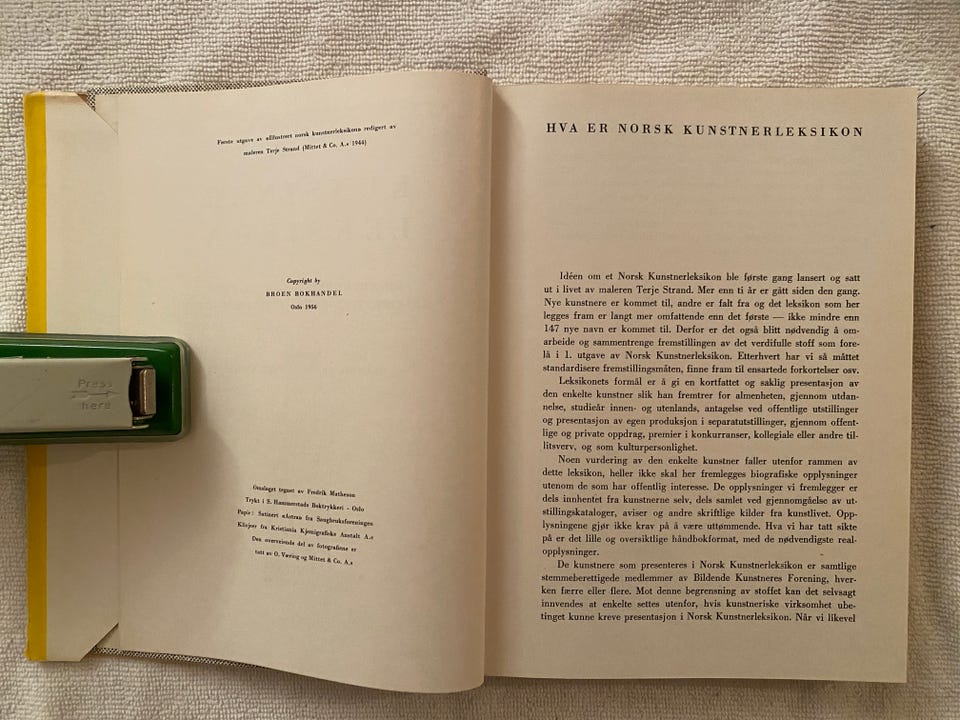 Første utgave av «Illustrert norsk kunstnerleksikon» redigert av
maleren Terje Strand (Mittet & Co. A.s 1944)
Copyright by
BROEN BOKHANDEL
Oslo 1956
Press
here
Omslaget tegnet av Fredrik Matheson
Trykt i S. Hammerstads Boktrykkeri - Oslo
Papir: Satinert «Astra» fra Saugbruksforeningen
Klisjeer fra Kristiania Kjemigrafiske Anstalt A.s
Den overveiende del av fotografiene er
tatt av O. Væring og Mittet & Co. A.s
HVA ER NORSK KUNSTNERLEKSIKON
Idéen om et Norsk Kunstnerleksikon ble første gang lansert og satt
ut i livet av maleren Terje Strand. Mer enn ti år er gått siden den gang.
Nye kunstnere er kommet til, andre er falt fra og det leksikon som her
legges fram er langt mer omfattende enn det første — ikke mindre enn
147 nye navn er kommet til. Derfor er det også blitt nødvendig å om-
arbeide og sammentrenge fremstillingen av det verdifulle stoff som fore-
lå i 1. utgave av Norsk Kunstnerleksikon. Etterhvert har vi så måttet
standardisere fremstillingsmåten, finne fram til ensartede forkortelser osv.
Leksikonets formål er å gi en kortfattet og saklig presentasjon av
den enkelte kunstner slik han fremtrer for almenheten, gjennom utdan-
nelse, studieår innen- og utenlands, antagelse ved offentlige utstillinger
og presentasjon av egen produksjon i separatutstillinger, gjennom offent-
lige og private oppdrag, premier i konkurranser, kollegiale eller andre til-
litsverv, og som kulturpersonlighet.
Noen vurdering av den enkelte kunstner faller utenfor rammen av
dette leksikon, heller ikke skal her fremlegges biografiske opplysninger
utenom de som har offentlig interesse. De opplysninger vi fremlegger er
dels innhentet fra kunstnerne selv, dels samlet ved gjennomgåelse av ut-
stillingskataloger, aviser og andre skriftlige kilder fra kunstlivet. Opp-
lysningene gjør ikke krav på å være uttømmende. Hva vi har tatt sikte
på er det lille og oversiktlige håndbokformat, med de nødvendigste real-
opplysninger.
De kunstnere som presenteres i Norsk Kunstnerleksikon er samtlige
stemmeberettigede medlemmer av Bildende Kunstneres Forening, hver-
ken færre eller flere. Mot denne begrensning av stoffet kan det selvsagt
innvendes at enkelte settes utenfor, hvis kunstneriske virksomhet ube-
tinget kunne kreve presentasjon i Norsk Kunstnerleksikon. Når vi likevel